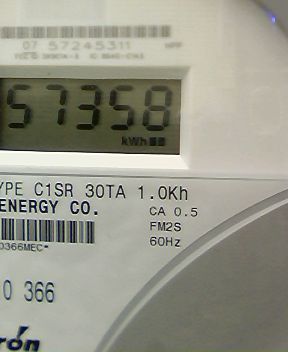 07 57245311
57358
kWh
YPE C1SR 30TA 1.0Kh
ENERGY CO.
CA 0.5
FM2S
60Hz
0366MEC*
0 366
rón